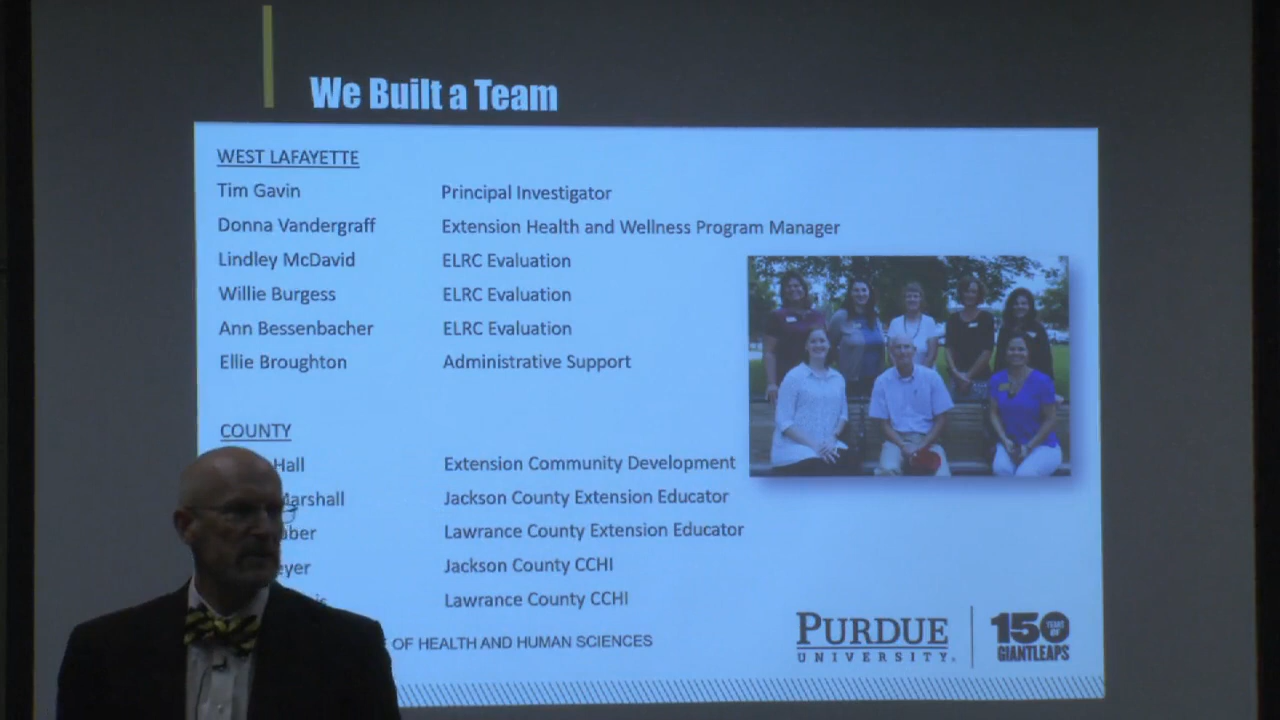 We Built a Team
WEST LAFAYETTE
Tim Gavin Principal Investigator
Donna Vandergraff Extension Health and Wellness Program Manager
Lindley McDavid ELRC Evaluation
Willie Burgess ELRC Evaluation
Ann Bessenbacher ELRC Evaluation
Ellie Broughton Administrative Support
COUNTY
Hall Extension Community Development
Marshall Jackson County Extension Educator
Lawrance County Extension Educator
Jackson County CCHI
Lawrance County CCHI
OF HEALTH AND HUMAN SCIENCES
PURDUE
UNIVERSITY
150 YEARS OF
GIANT LEAPS